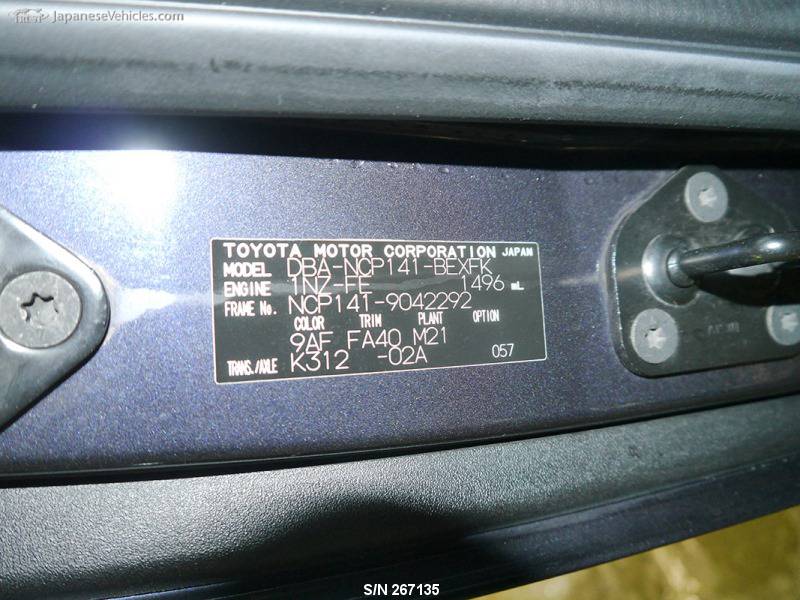 JapaneseVehicles.com
TOYOTA MOTOR CORPORATION JAPAN
MODEL DBA-NCP141-BEXFK
ENGINE 1NZ-FE 1496 mL
FRAME No. NCP141-9042292
COLOR TRIM PLANT OPTION
9AF FA40 M21
TRANS./AXLE K312 -02A 057
S/N 267135